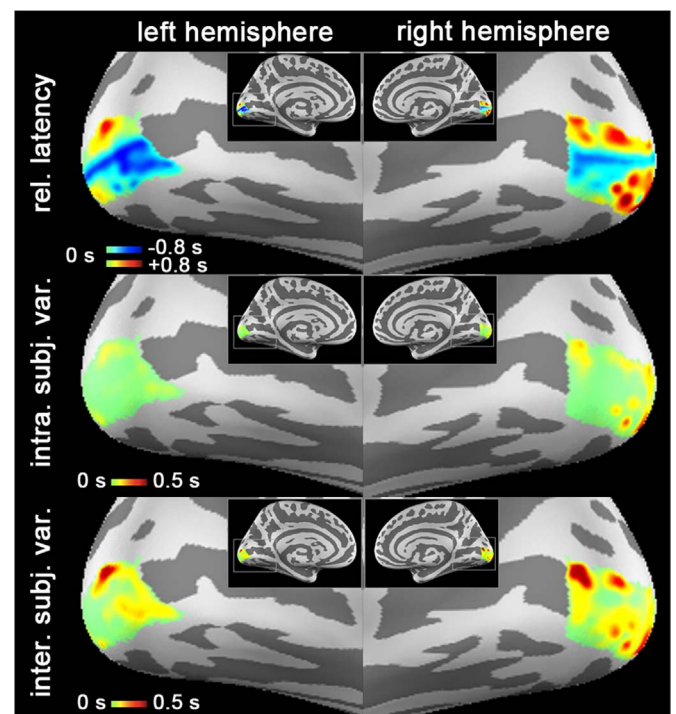 left hemisphere right hemisphere
rel. latency
0 s -0.8 s
+0.8 s
intra. subj. var.
0 s 0.5 s
inter. subj. var.
0 s 0.5 s